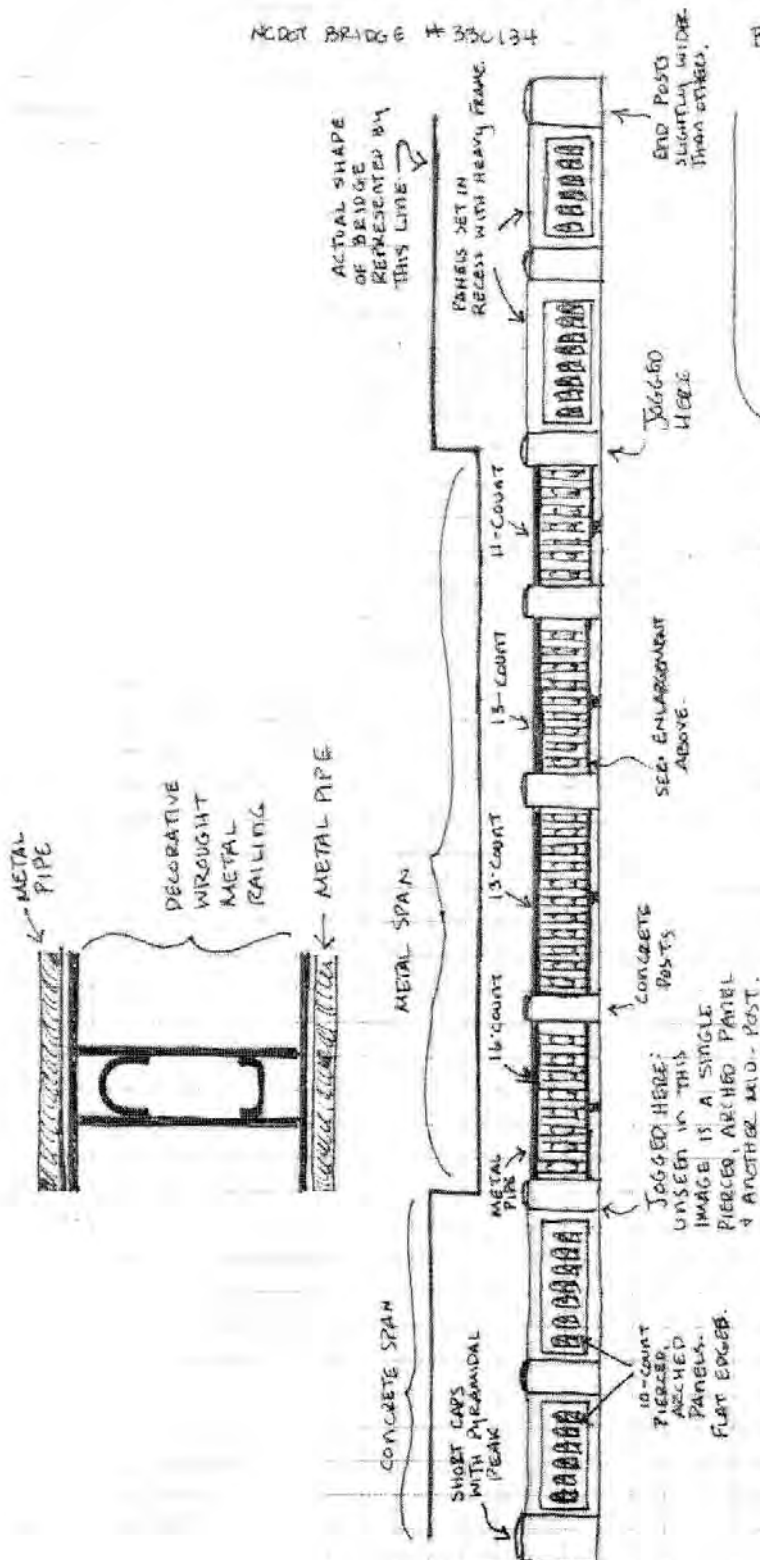 NCDOT BRIDGE # 330134
ACTUAL SHAPE
OF BRIDGE
REPRESENTED BY
THIS LINE.
PANELS SET IN
RECESS WITH HEAVY FRAME.
END POSTS
SLIGHTLY WIDER
THAN OTHERS.
JOGGED
HERE
METAL
PIPE
DECORATIVE
WROUGHT
METAL
RAILING
METAL PIPE
METAL SPAN
11-COUNT
13-COUNT
13-COUNT
16-COUNT
METAL
PIPE
SEE ENLARGEMENT
ABOVE.
CONCRETE
POSTS
JOGGED HERE:
UNSEEN IN THIS
IMAGE IS A SINGLE
PIERCED, ARCHED PANEL
& ANOTHER MID-POST.
CONCRETE SPAN
SHORT CAPS
WITH PYRAMIDAL
PEAK
10-COUNT
PIERCED,
ARCHED
PANELS.
FLAT EDGES.